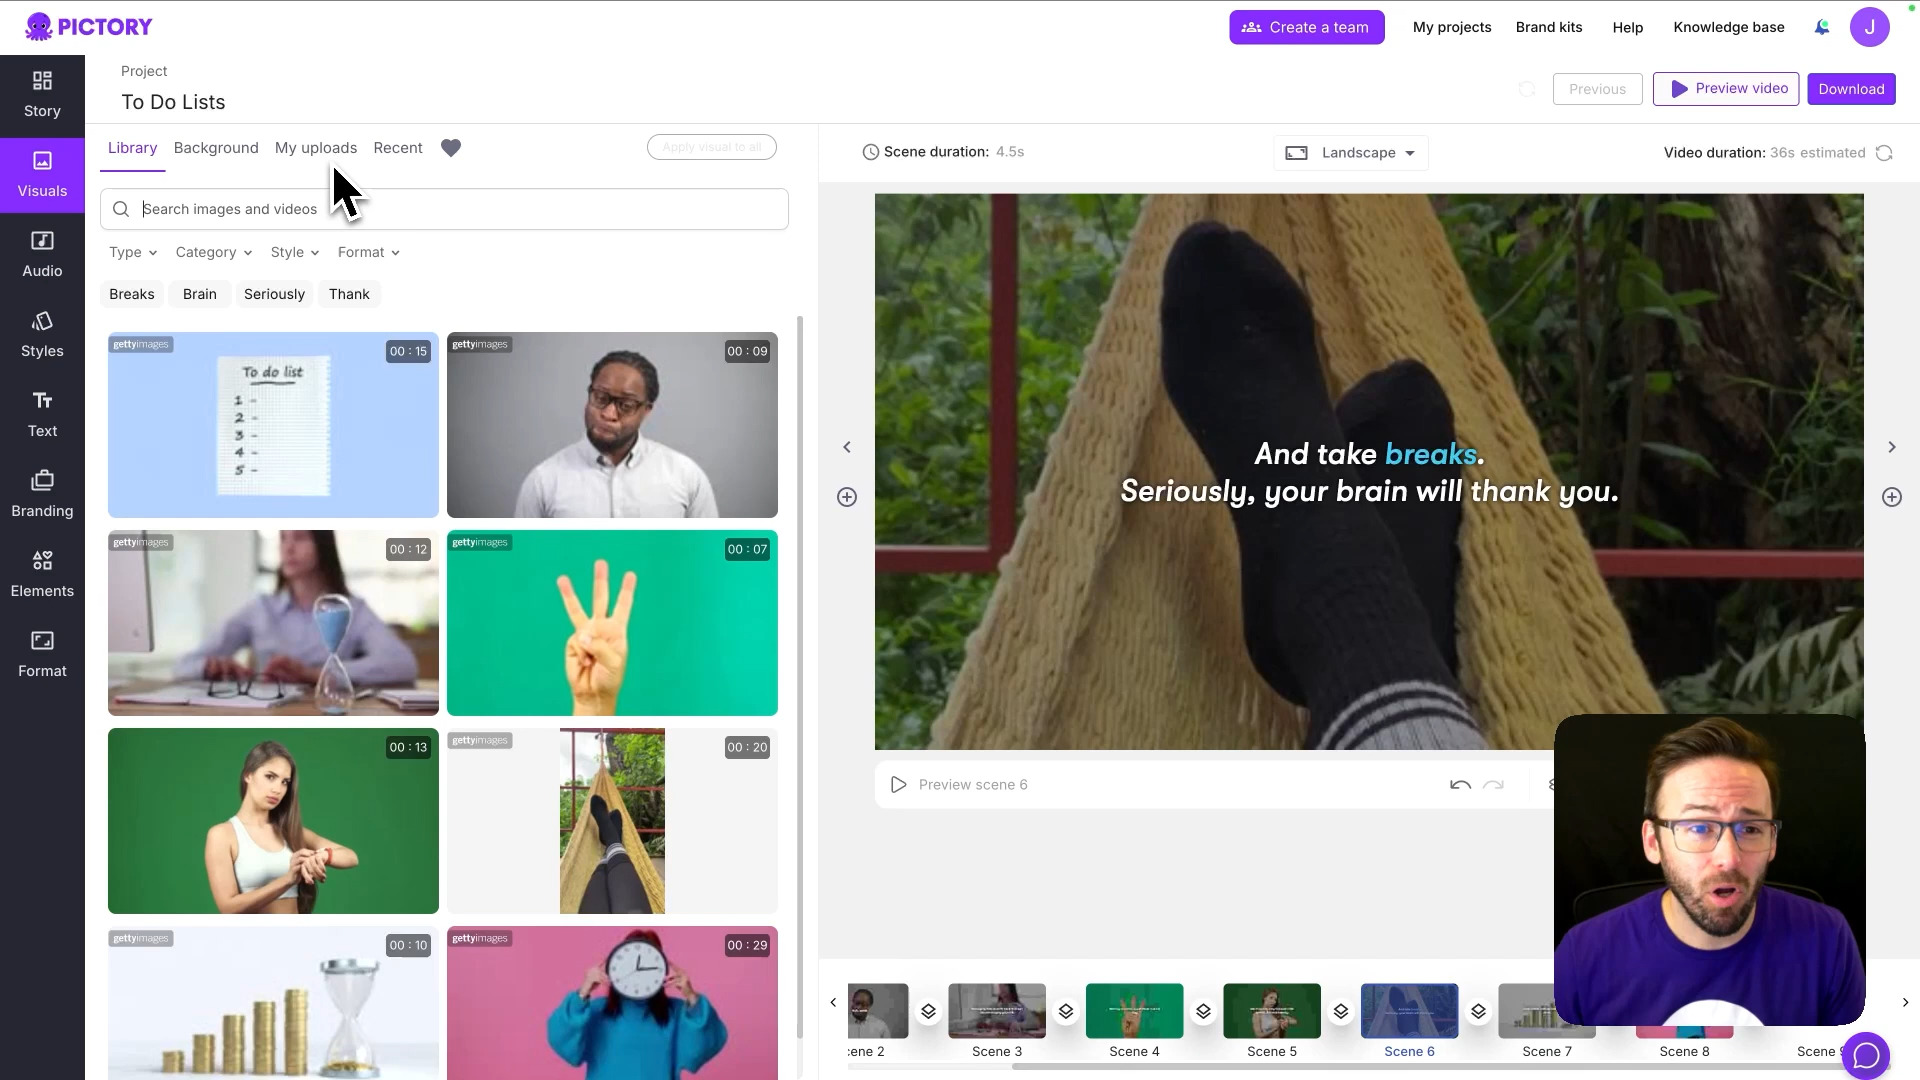 PICTORY
Create a team
My projects
Brand kits
Help
Knowledge base
J
Project
To Do Lists
Previous
Preview video
Download
Story
Visuals
Audio
Styles
Text
Branding
Elements
Format
Library
Background
My uploads
Recent
Apply visual to all
Search images and videos
Type
Category
Style
Format
Breaks
Brain
Seriously
Thank
gettyimages
00 : 15
To do list
1 -
2 -
3 -
4 -
5 -
gettyimages
00 : 09
gettyimages
00 : 12
gettyimages
00 : 07
00 : 13
gettyimages
00 : 20
gettyimages
00 : 10
gettyimages
00 : 29
Scene duration: 4.5s
Landscape
Video duration: 36s estimated
And take breaks.
Seriously, your brain will thank you.
Preview scene 6
cene 2
Scene 3
Scene 4
Scene 5
Scene 6
Scene 7
Scene 8
Scene